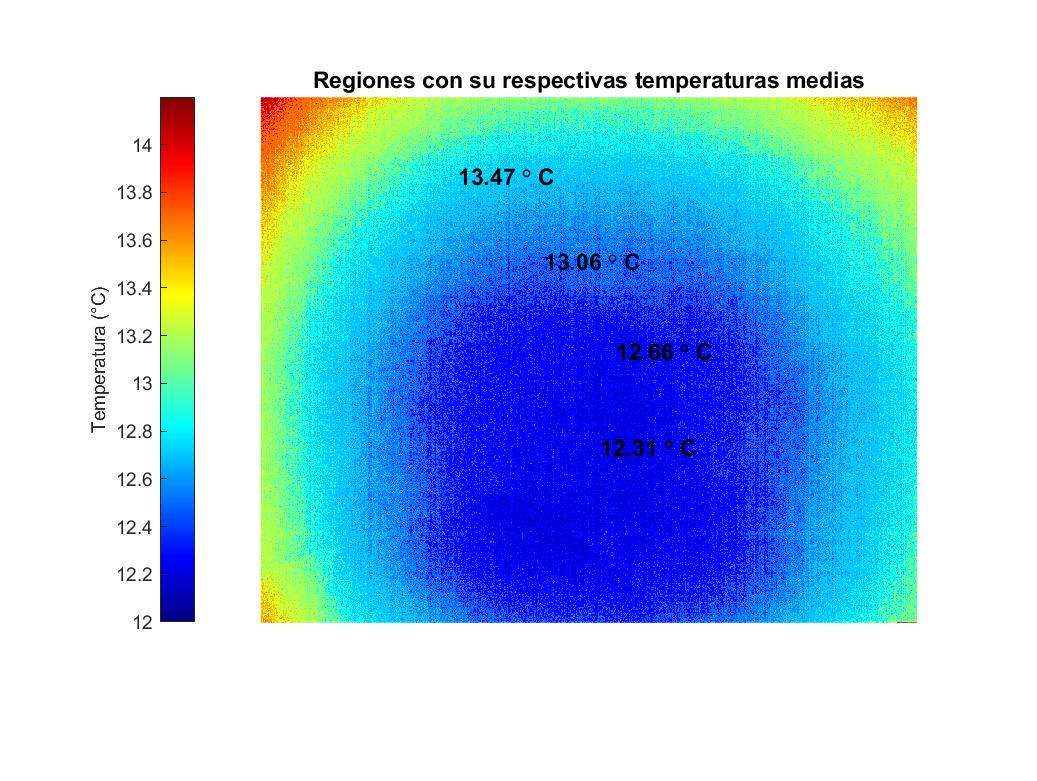 Regiones con su respectivas temperaturas medias
14
13.8
13.6
13.4
13.2
13
12.8
12.6
12.4
12.2
12
Temperatura (°C)
13.47 ° C
13.06 ° C
12.66 ° C
12.31 ° C